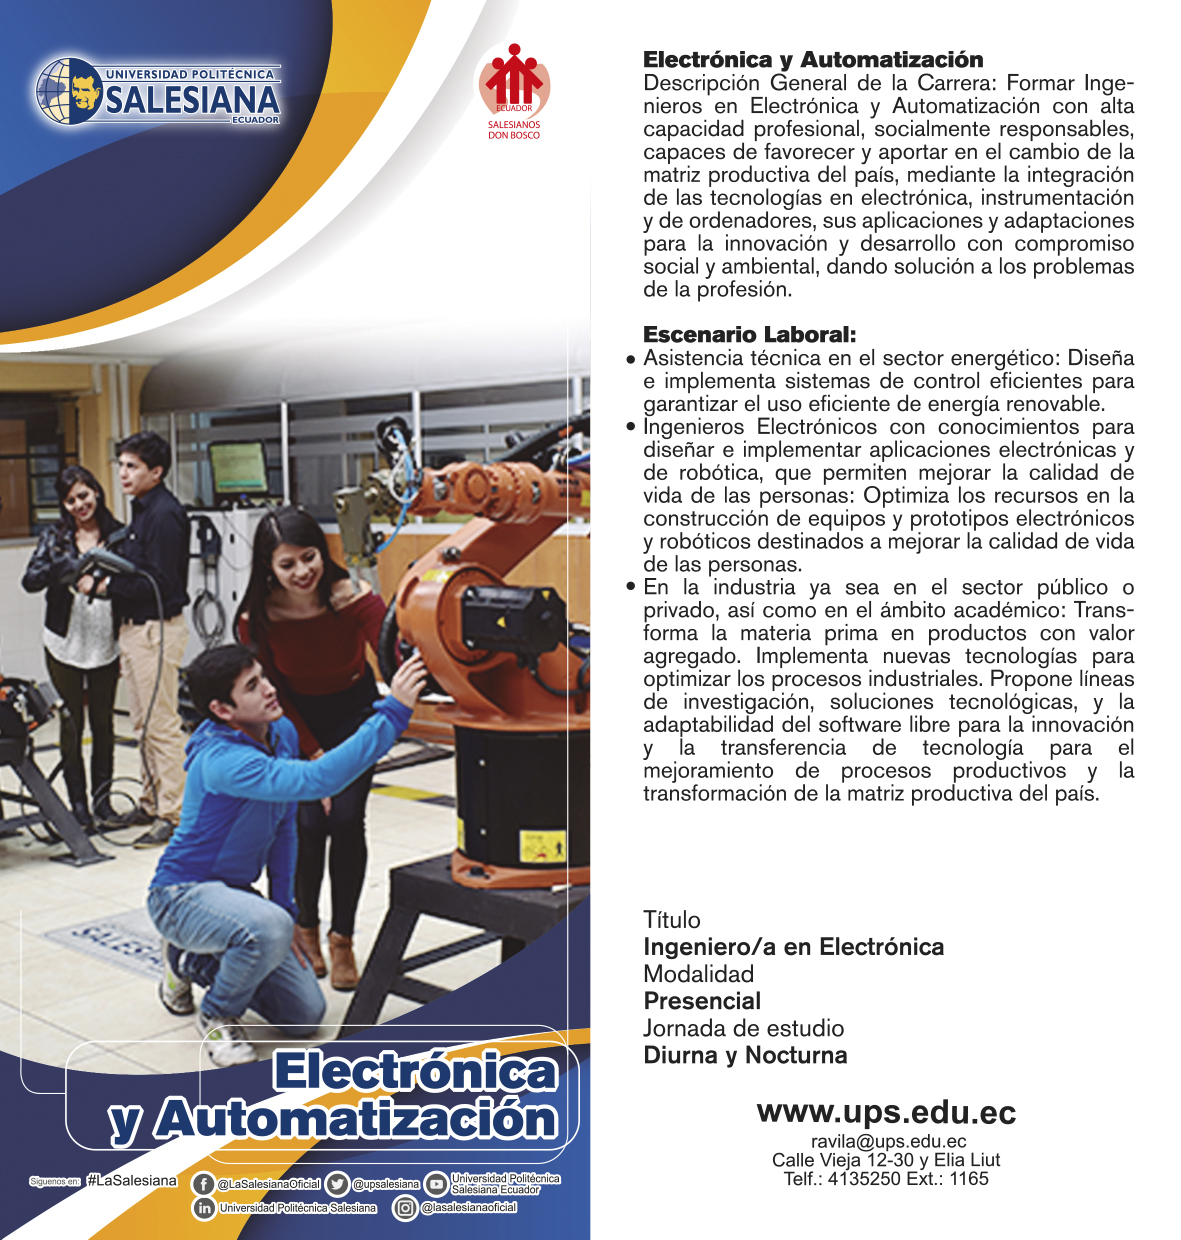 UNIVERSIDAD POLITÉCNICA
SALESIANA
ECUADOR
ECUADOR
SALESIANOS
DON BOSCO
SALESI
Electrónica
y Automatización
Síguenos en: #LaSalesiana
@LaSalesianaOficial
@upsalesiana
Universidad Politécnica
Salesiana Ecuador
Universidad Politécnica Salesiana
@lasalesianaoficial
Electrónica y Automatización
Descripción General de la Carrera: Formar Inge-
nieros en Electrónica y Automatización con alta
capacidad profesional, socialmente responsables,
capaces de favorecer y aportar en el cambio de la
matriz productiva del país, mediante la integración
de las tecnologías en electrónica, instrumentación
y de ordenadores, sus aplicaciones y adaptaciones
para la innovación y desarrollo con compromiso
social y ambiental, dando solución a los problemas
de la profesión.
Escenario Laboral:
• Asistencia técnica en el sector energético: Diseña
e implementa sistemas de control eficientes para
garantizar el uso eficiente de energía renovable.
• Ingenieros Electrónicos con conocimientos para
diseñar e implementar aplicaciones electrónicas y
de robótica, que permiten mejorar la calidad de
vida de las personas: Optimiza los recursos en la
construcción de equipos y prototipos electrónicos
y robóticos destinados a mejorar la calidad de vida
de las personas.
• En la industria ya sea en el sector público o
privado, así como en el ámbito académico: Trans-
forma la materia prima en productos con valor
agregado. Implementa nuevas tecnologías para
optimizar los procesos industriales. Propone líneas
de investigación, soluciones tecnológicas, y la
adaptabilidad del software libre para la innovación
y la transferencia de tecnología para el
mejoramiento de procesos productivos y la
transformación de la matriz productiva del país.
Título
Ingeniero/a en Electrónica
Modalidad
Presencial
Jornada de estudio
Diurna y Nocturna
www.ups.edu.ec
ravila@ups.edu.ec
Calle Vieja 12-30 y Elia Liut
Telf.: 4135250 Ext.: 1165